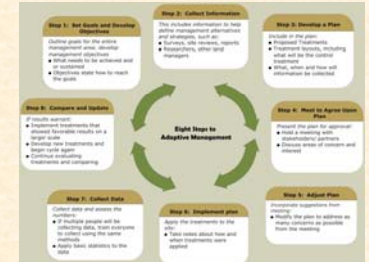 Step 1: Set Goals and Develop
Objectives
Outline goals for the entire
management area; develop
management objectives
• What needs to be achieved and
or sustained
• Objectives state how to reach
the goals
Step 2: Collect Information
This includes information to help
define management alternatives
and strategies, such as:
• Surveys, site reviews, reports
• Researchers, other land
managers
Step 3: Develop a Plan
Include in the plan:
• Proposed Treatments
• Treatment layouts, including
what will be the control
treatment
• What, when and how will
information be collected
Step 4: Meet to Agree Upon
Plan
Present the plan for approval:
• Hold a meeting with
stakeholders/ partners
• Discuss areas of concern and
interest
Step 5: Adjust Plan
Incorporate suggestions from
meeting:
• Modify the plan to address as
many concerns as possible
from the meeting
Step 6: Implement plan
Apply the treatments to the
site:
• Take notes about how and
when treatments were
applied
Step 7: Collect Data
Collect data and assess the
numbers:
• If multiple people will be
collecting data, train everyone
to collect using the same
methods
• Apply basic statistics to the
data
Step 8: Compare and Update
If results warrant:
• Implement treatments that
showed favorable results on a
larger scale
• Develop new treatments and
begin cycle again
• Continue evaluating
treatments and comparing
Eight Steps to
Adaptive Management